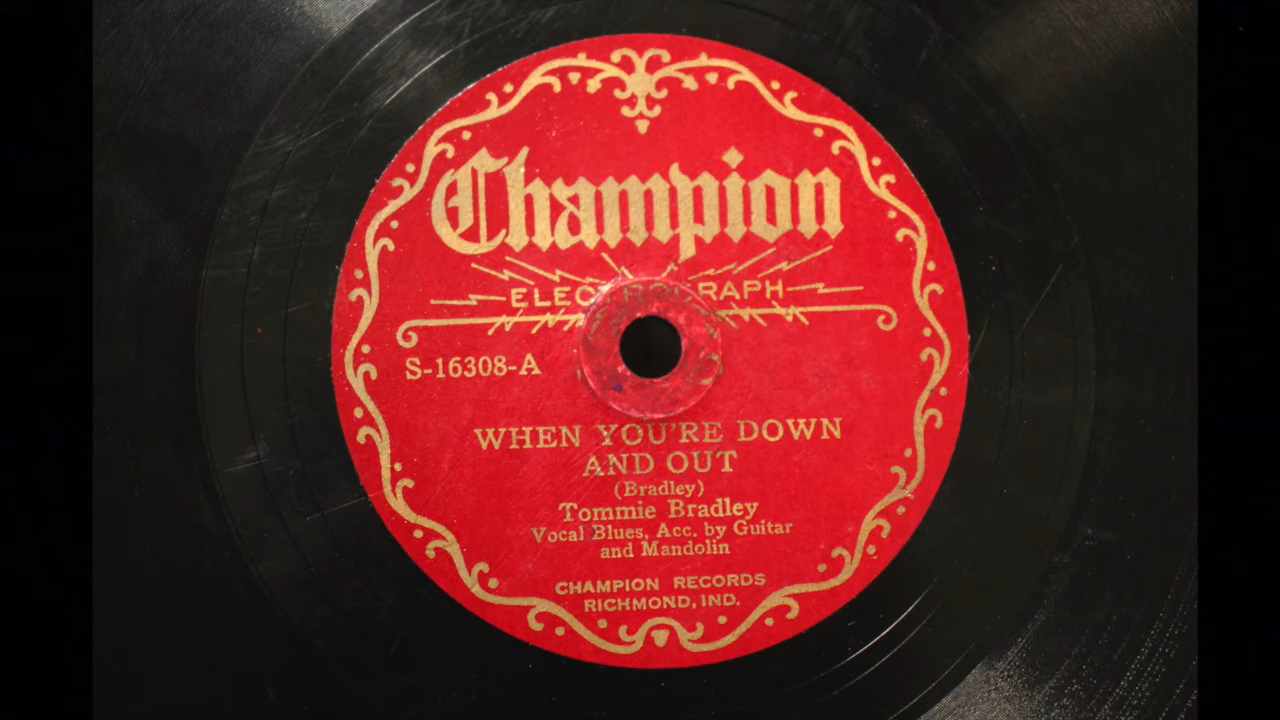 Champion
ELECTROGRAPH
S-16308-A
WHEN YOU'RE DOWN
AND OUT
(Bradley)
Tommie Bradley
Vocal Blues, Acc. by Guitar
and Mandolin
CHAMPION RECORDS
RICHMOND, IND.